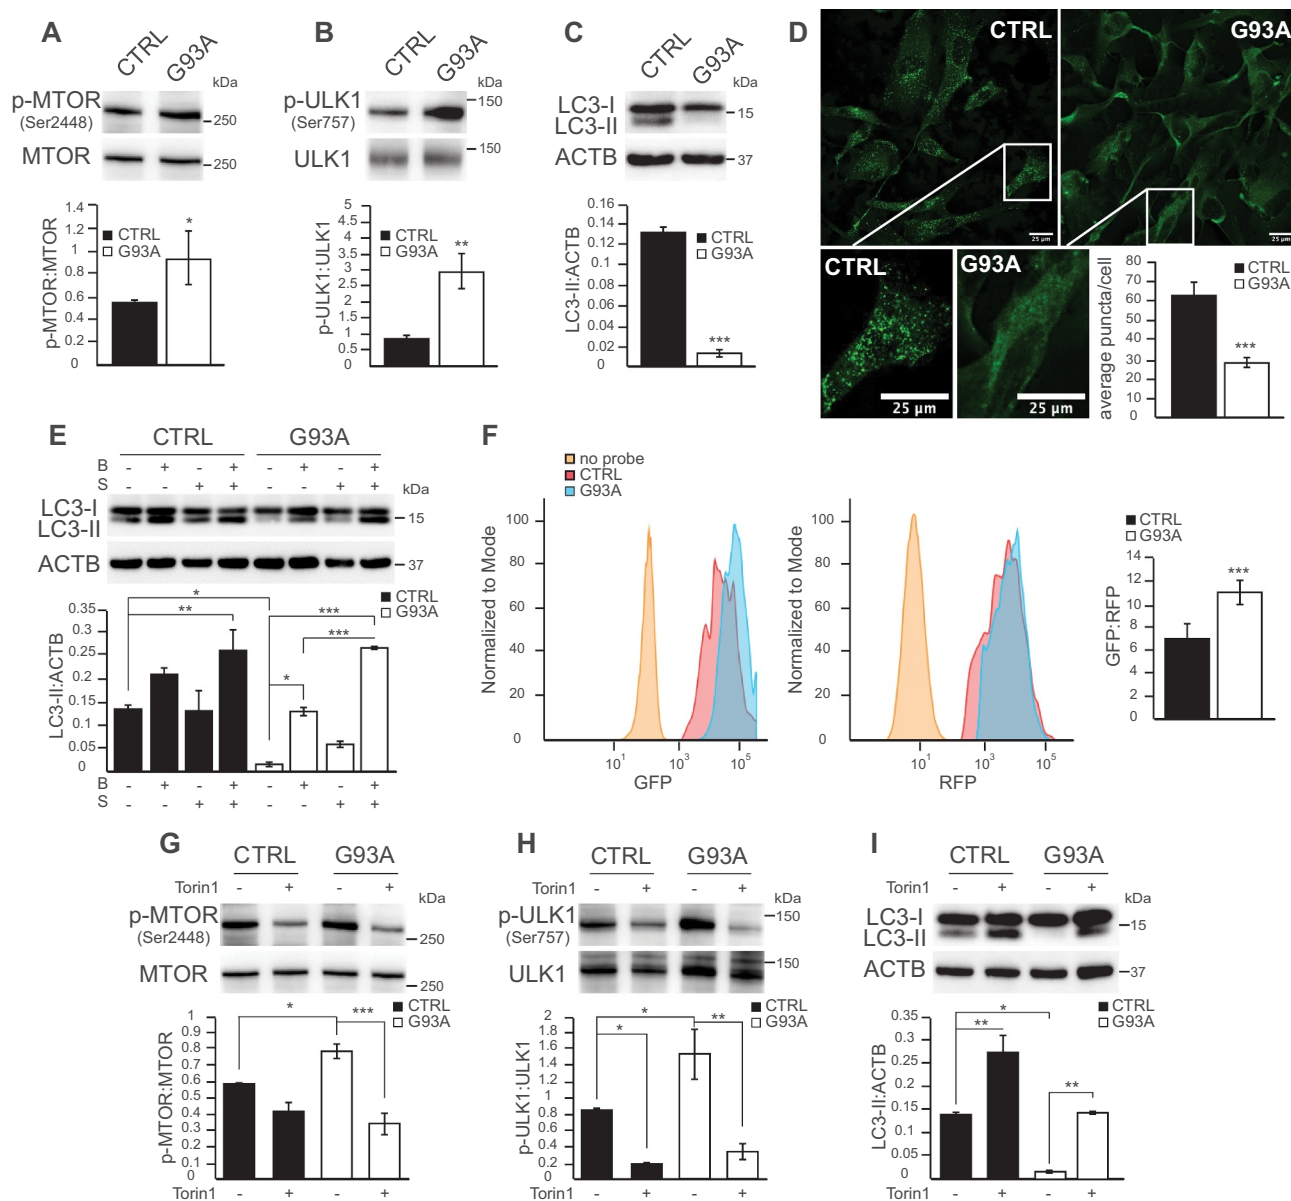 A
CTRL
G93A
kDa
p-MTOR
(Ser2448)
250
MTOR
250
1.4
1.2
1
0.8
0.6
0.4
0.2
0
p-MTOR:MTOR
CTRL
G93A
*
B
CTRL
G93A
kDa
p-ULK1
(Ser757)
150
ULK1
150
5
4.5
4
3.5
3
2.5
2
1.5
1
0.5
0
p-ULK1:ULK1
CTRL
G93A
**
C
CTRL
G93A
kDa
LC3-I
LC3-II
15
ACTB
37
0.16
0.14
0.12
0.1
0.08
0.06
0.04
0.02
0
LC3-II:ACTB
CTRL
G93A
***
D
CTRL
25 µm
G93A
25 µm
CTRL
25 µm
G93A
25 µm
CTRL
G93A
80
70
60
50
40
30
20
10
0
average puncta/cell
***
E
CTRL G93A
B - + - + - + - +
S - - + + - - + + kDa
LC3-I
LC3-II
15
ACTB
37
CTRL
G93A
0.35
0.3
0.25
0.2
0.15
0.1
0.05
0
LC3-II:ACTB
* ** *** *** *
B - + - + - + - +
S - - + + - - + +
F
no probe
CTRL
G93A
100
80
60
40
20
0
Normalized to Mode
10¹ 10³ 10⁵
GFP
100
80
60
40
20
0
Normalized to Mode
10¹ 10³ 10⁵
RFP
CTRL
G93A
14
12
10
8
6
4
2
0
GFP:RFP
***
G
CTRL G93A
Torin1 - + - +
kDa
p-MTOR
(Ser2448)
250
MTOR
250
CTRL
G93A
1
0.9
0.8
0.7
0.6
0.5
0.4
0.3
0.2
0.1
0
p-MTOR:MTOR
* ***
Torin1 - + - +
H
CTRL G93A
Torin1 - + - +
kDa
p-ULK1
(Ser757)
150
ULK1
150
CTRL
G93A
2
1.8
1.6
1.4
1.2
1
0.8
0.6
0.4
0.2
0
p-ULK1:ULK1
* * **
Torin1 - + - +
I
CTRL G93A
Torin1 - + - +
kDa
LC3-I
LC3-II
15
ACTB
37
CTRL
G93A
0.35
0.3
0.25
0.2
0.15
0.1
0.05
0
LC3-II:ACTB
* ** **
Torin1 - + - +